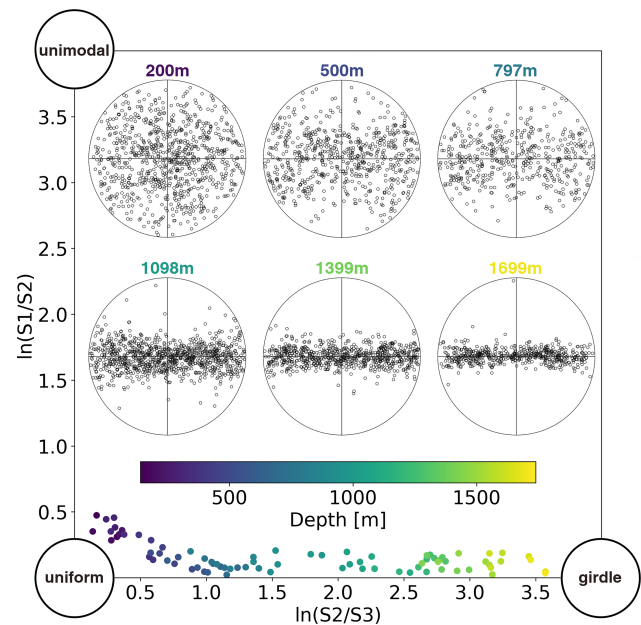 unimodal
200m 500m 797m
3.5
3.0
2.5
1098m 1399m 1699m
2.0
ln(S1/S2)
1.5
1.0
500 1000 1500
Depth [m]
0.5
uniform
girdle
0.5 1.0 1.5 2.0 2.5 3.0 3.5
ln(S2/S3)